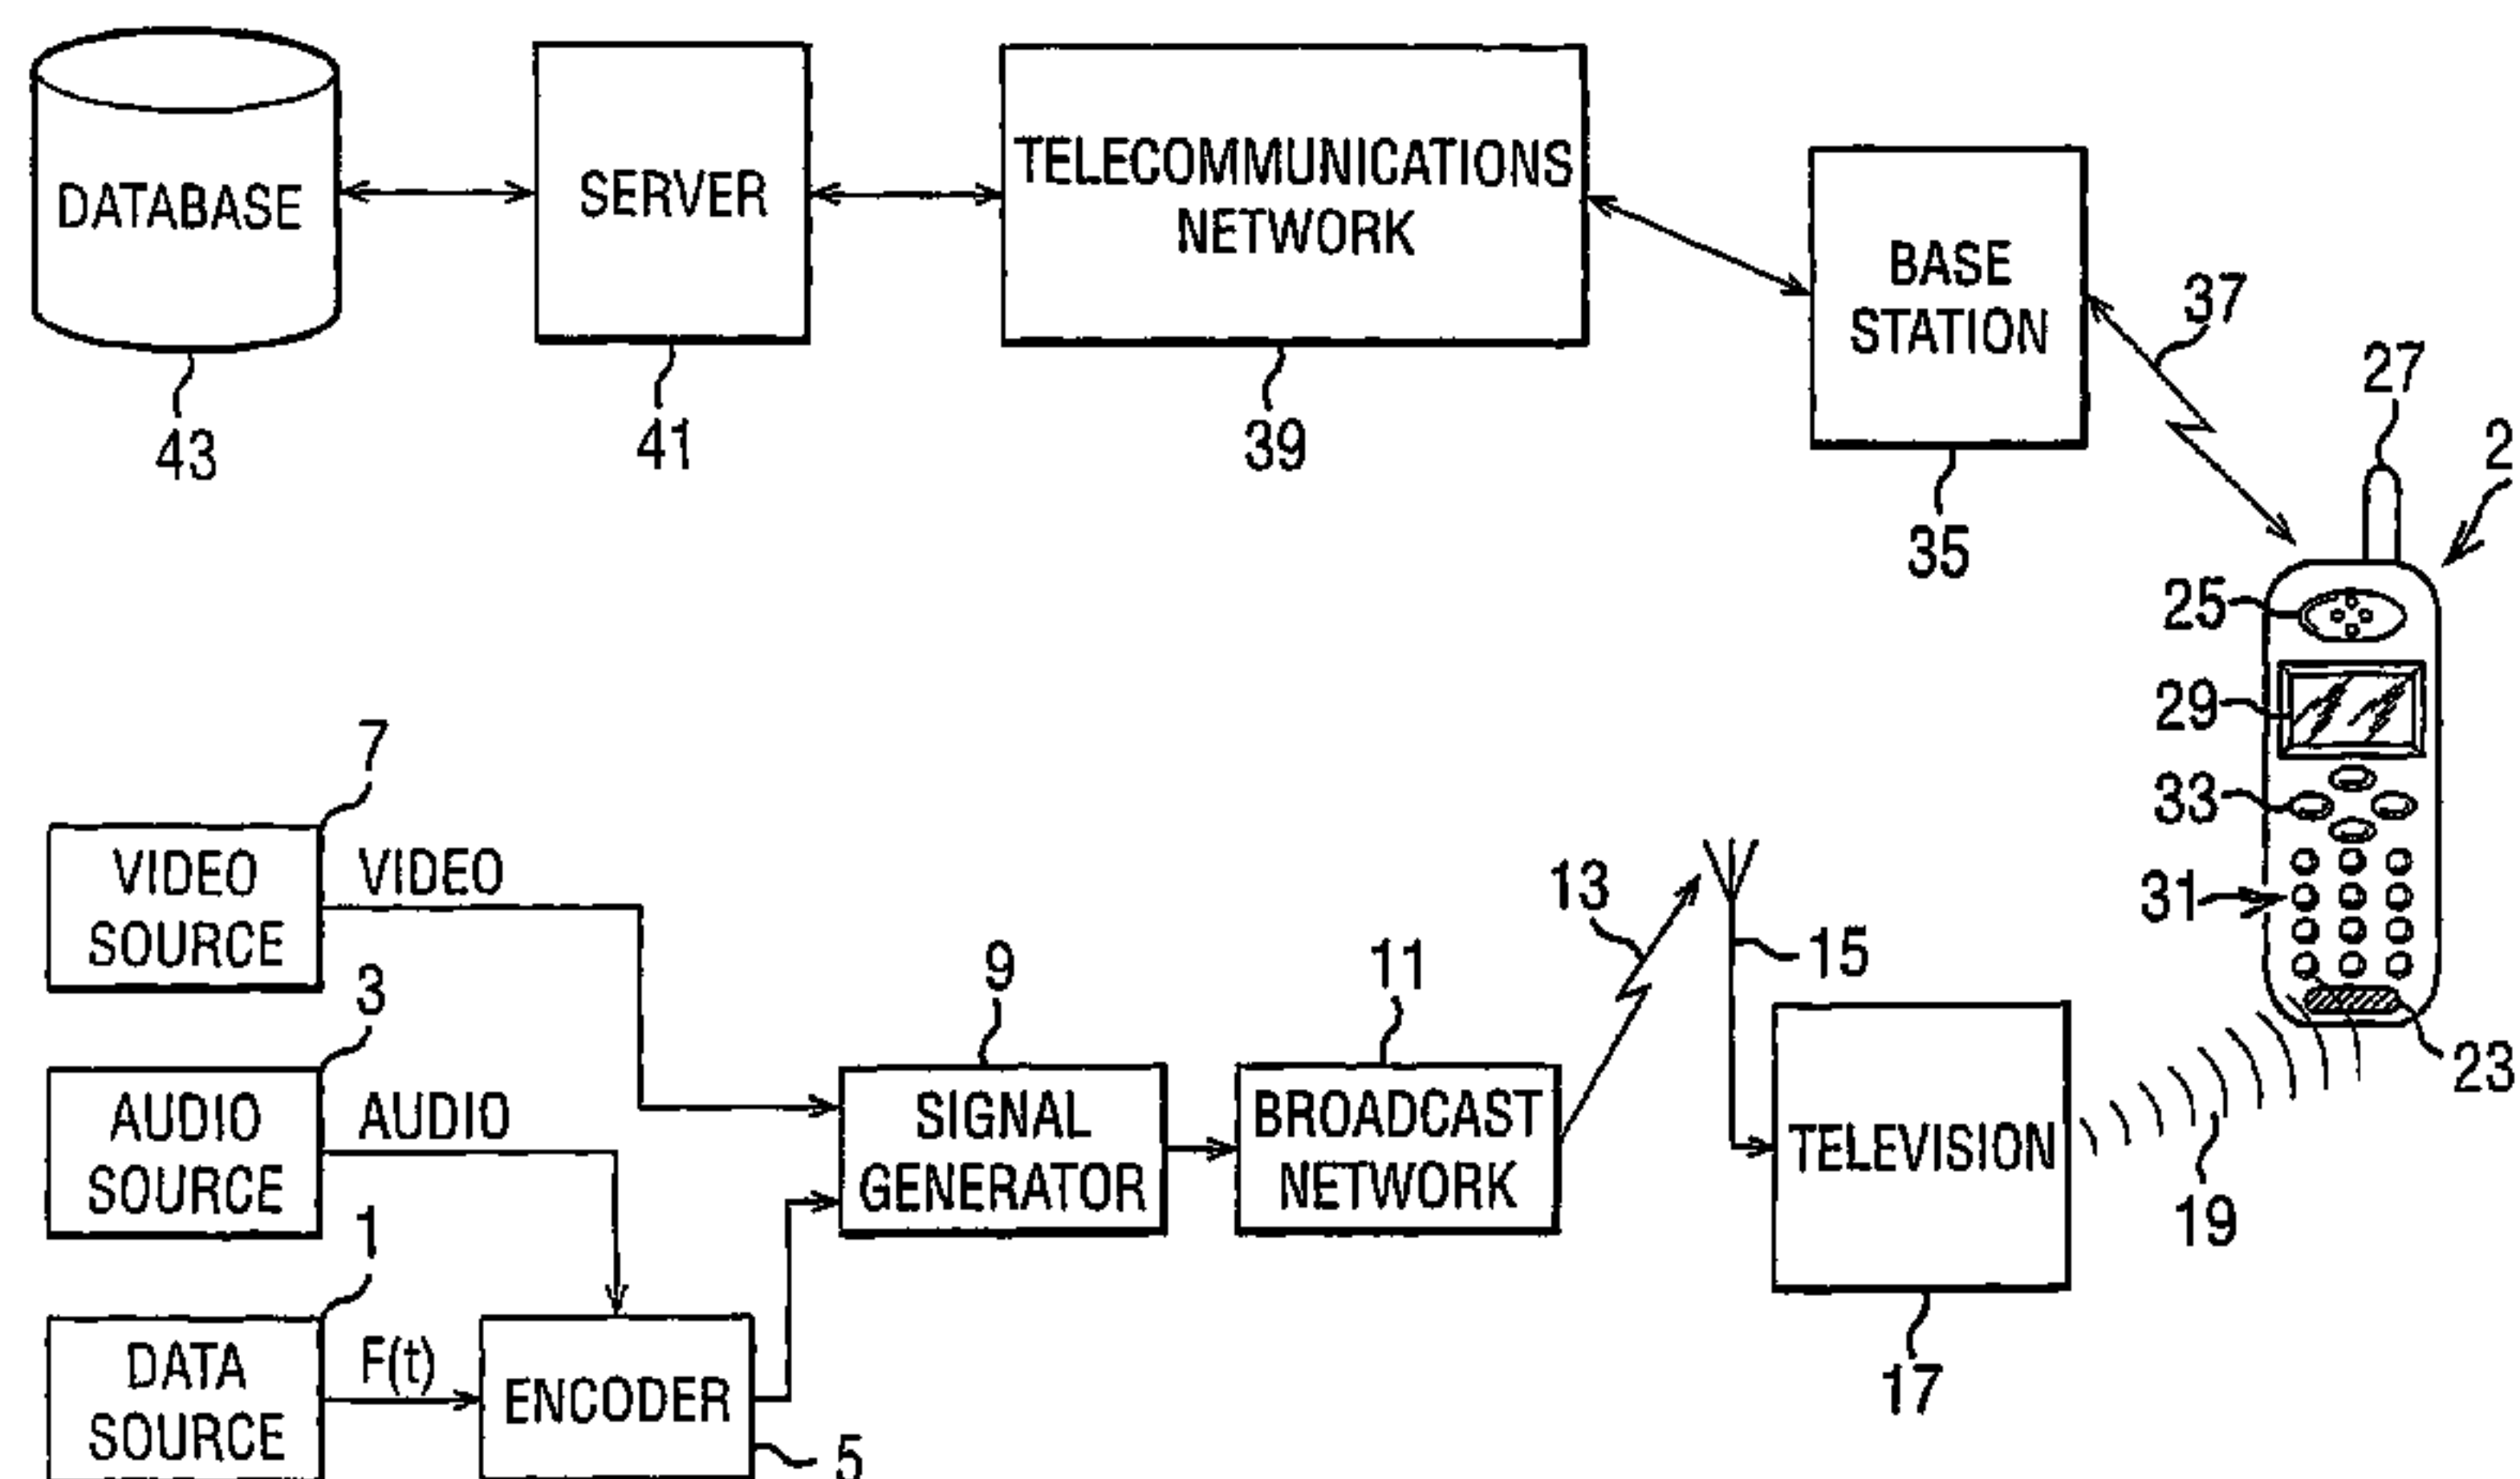 DATABASE
SERVER
TELECOMMUNICATIONS
NETWORK
BASE
STATION
37
27
2
43
41
39
35
25
29
33
31
23
7
VIDEO
SOURCE
VIDEO
3
AUDIO
SOURCE
AUDIO
1
DATA
SOURCE
F(t)
ENCODER
5
9
SIGNAL
GENERATOR
11
BROADCAST
NETWORK
13
15
TELEVISION
17
19